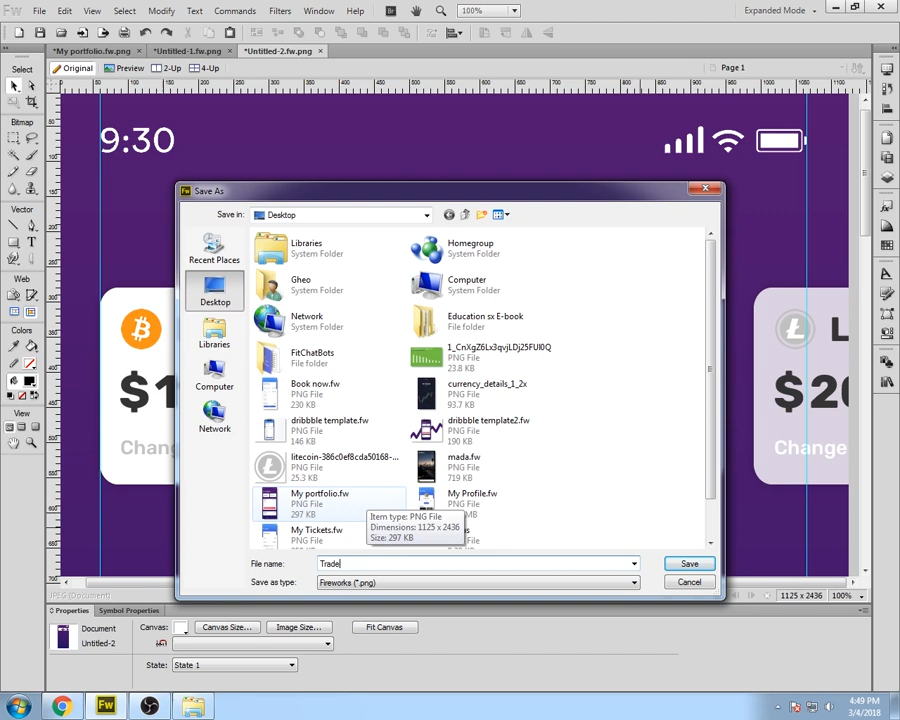 Fw File Edit View Select Modify Text Commands Filters Window Help Br 100% Expanded Mode
*My portfolio.fw.png × *Untitled-1.fw.png × *Untitled-2.fw.png ×
Original Preview 2-Up 4-Up Page 1
Select
Bitmap
Vector
Web
Colors
View
9:30
$1
Chang
L
$20
Change
Save As
Save in: Desktop
Recent Places
Desktop
Libraries
Computer
Network
Libraries
System Folder
Homegroup
System Folder
Gheo
System Folder
Computer
System Folder
Network
System Folder
Education sx E-book
File folder
FitChatBots
File folder
1_CnXgZ6Lx3qvjLDj25FUI0Q
PNG File
23.8 KB
Book now.fw
PNG File
230 KB
currency_details_1_2x
PNG File
93.7 KB
dribbble template.fw
PNG File
146 KB
dribbble template2.fw
PNG File
190 KB
litecoin-386c0ef8cda50168-...
PNG File
25.3 KB
mada.fw
PNG File
719 KB
My portfolio.fw
PNG File
297 KB
My Profile.fw
PNG File
MB
My Tickets.fw
PNG File
Item type: PNG File
Dimensions: 1125 x 2436
Size: 297 KB
File name: Trade
Save
Save as type: Fireworks (*.png)
Cancel
JPEG (Document) 1125 x 2436 100%
Properties Symbol Properties
Document
Untitled-2
Canvas: Canvas Size... Image Size... Fit Canvas
State: State 1
4:49 PM
3/4/2018